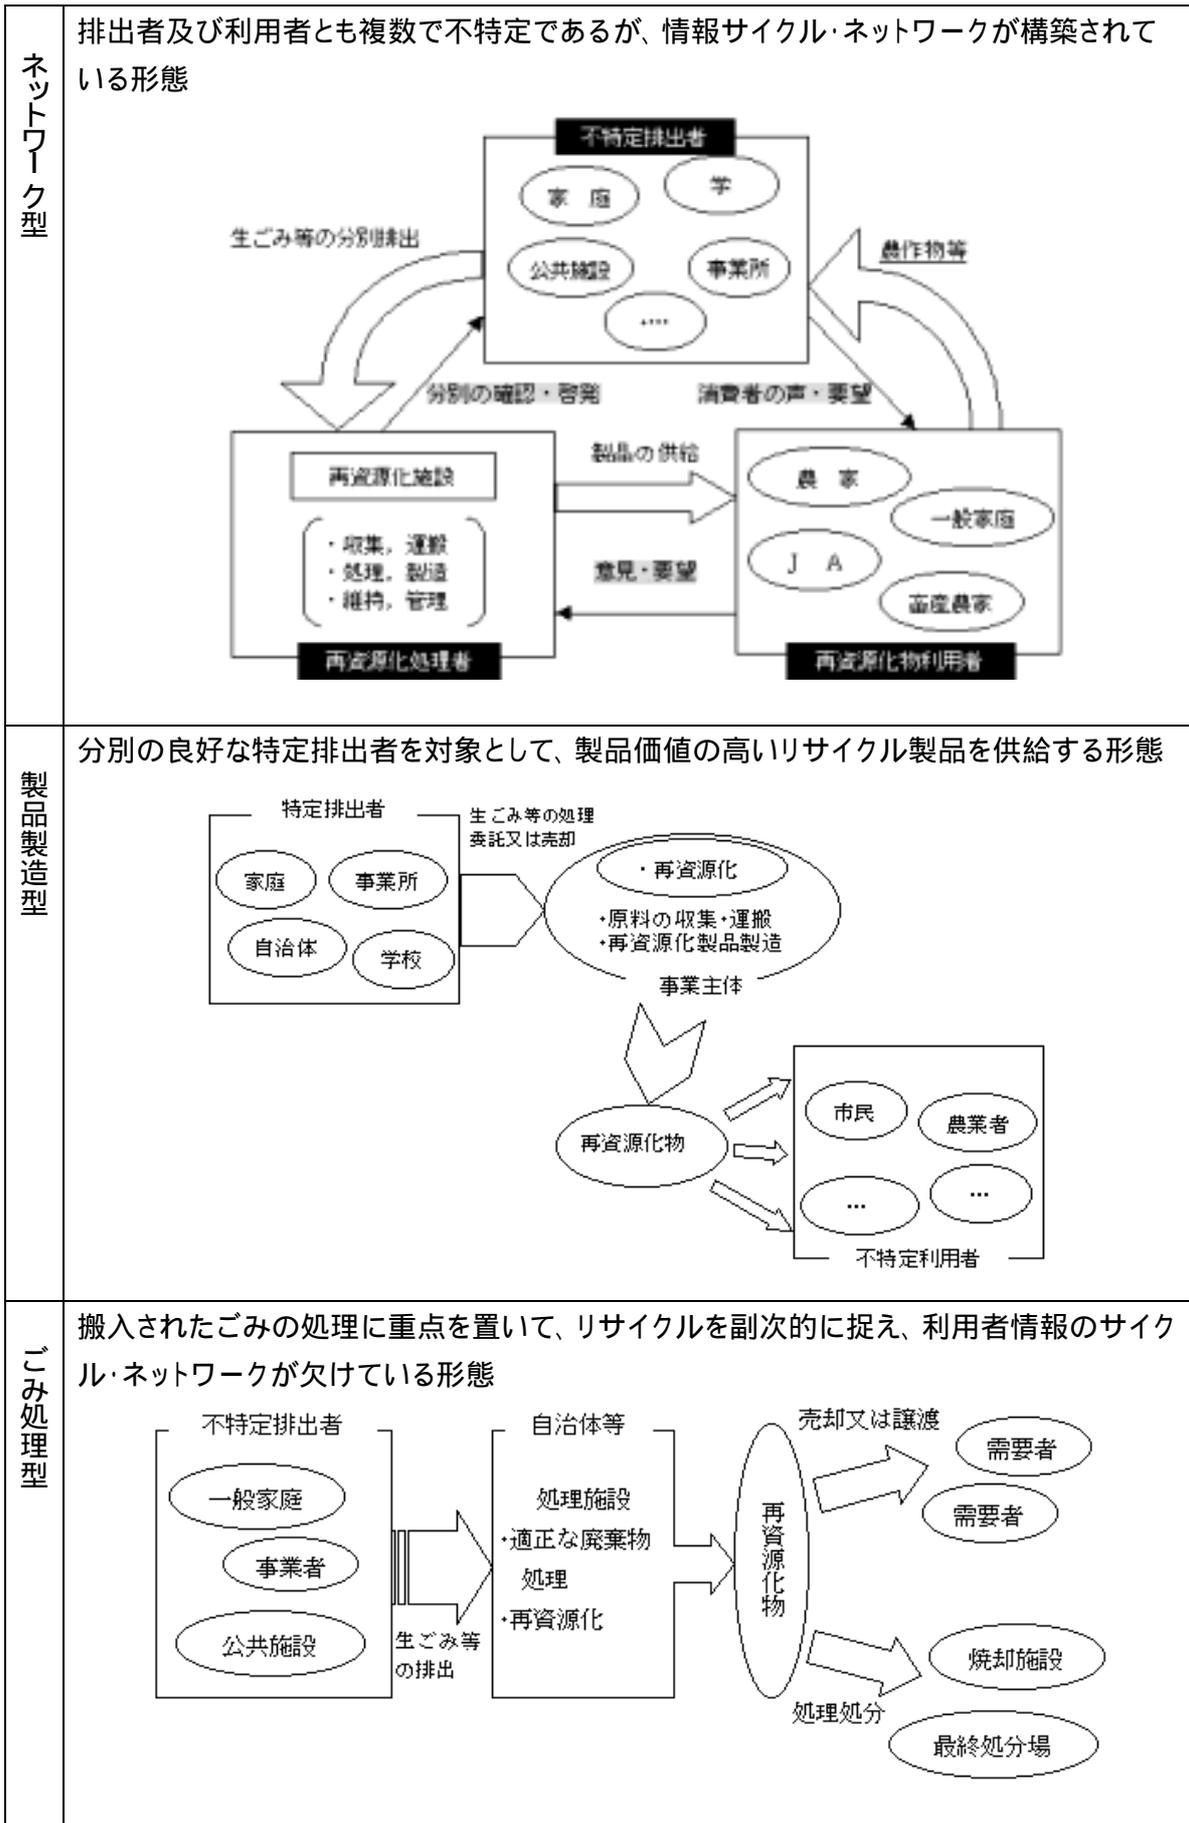 ネットワーク型
排出者及び利用者とも複数で不特定であるが、情報サイクル・ネットワークが構築されて
いる形態
不特定排出者
家 庭
学
公共施設
事業所
生ごみ等の分別排出
農作物等
分別の確認・啓発
消費者の声・要望
再資源化施設
・収集，運搬
・処理，製造
・維持，管理
再資源化処理者
製品の供給
意見・要望
農 家
一般家庭
J A
畜産農家
再資源化物利用者
製品製造型
分別の良好な特定排出者を対象として、製品価値の高いリサイクル製品を供給する形態
特定排出者
家庭
事業所
自治体
学校
生ごみ等の処理
委託又は売却
・再資源化
・原料の収集・運搬
・再資源化製品製造
事業主体
再資源化物
市民
農業者
…
…
不特定利用者
ごみ処理型
搬入されたごみの処理に重点を置いて、リサイクルを副次的に捉え、利用者情報のサイク
ル・ネットワークが欠けている形態
不特定排出者
一般家庭
事業者
公共施設
生ごみ等
の排出
自治体等
処理施設
・適正な廃棄物
処理
・再資源化
再資源化物
売却又は譲渡
需要者
需要者
処理処分
焼却施設
最終処分場